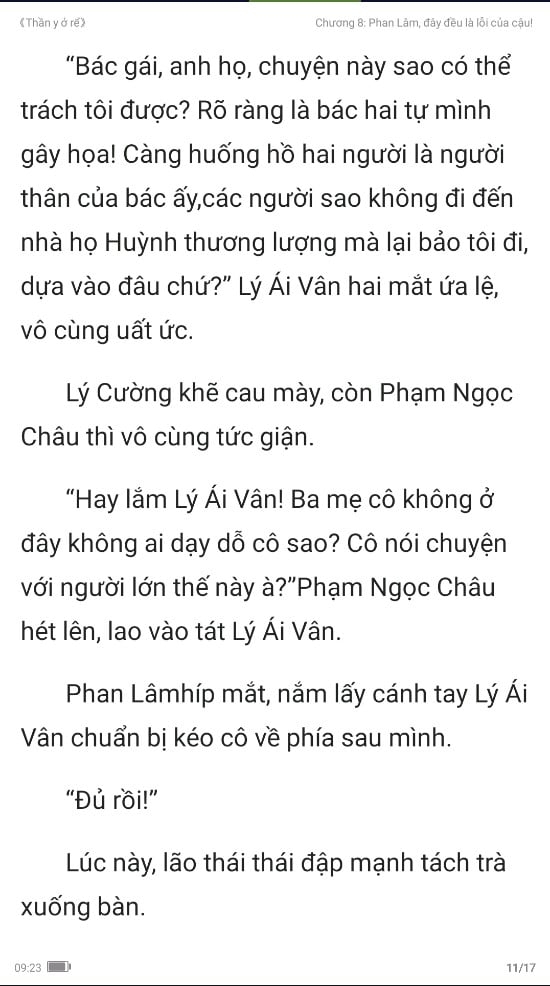 《Thần y ở rể》
Chương 8: Phan Lâm, đây đều là lỗi của cậu!
“Bác gái, anh họ, chuyện này sao có thể
trách tôi được? Rõ ràng là bác hai tự mình
gây họa! Càng huống hồ hai người là người
thân của bác ấy,các người sao không đi đến
nhà họ Huỳnh thương lượng mà lại bảo tôi đi,
dựa vào đâu chứ?” Lý Ái Vân hai mắt ứa lệ,
vô cùng uất ức.
Lý Cường khẽ cau mày, còn Phạm Ngọc
Châu thì vô cùng tức giận.
“Hay lắm Lý Ái Vân! Ba mẹ cô không ở
đây không ai dạy dỗ cô sao? Cô nói chuyện
với người lớn thế này à?”Phạm Ngọc Châu
hét lên, lao vào tát Lý Ái Vân.
Phan Lâmhíp mắt, nắm lấy cánh tay Lý Ái
Vân chuẩn bị kéo cô về phía sau mình.
“Đủ rồi!”
Lúc này, lão thái thái đập mạnh tách trà
xuống bàn.
09:23
11/17